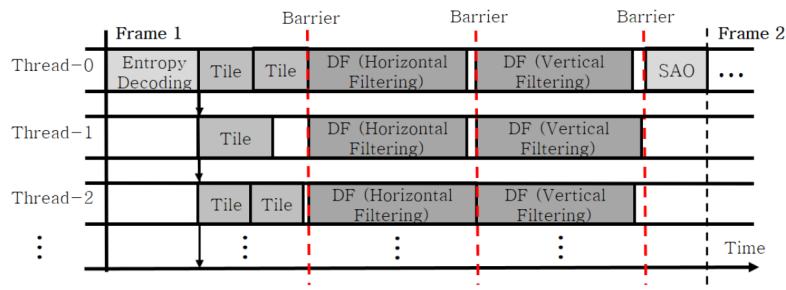 Frame 1
Barrier
Barrier
Barrier
Frame 2
Thread-0
Entropy
Decoding
Tile
Tile
DF (Horizontal
Filtering)
DF (Vertical
Filtering)
SAO
...
Thread-1
Tile
DF (Horizontal
Filtering)
DF (Vertical
Filtering)
Thread-2
Tile
Tile
DF (Horizontal
Filtering)
DF (Vertical
Filtering)
Time